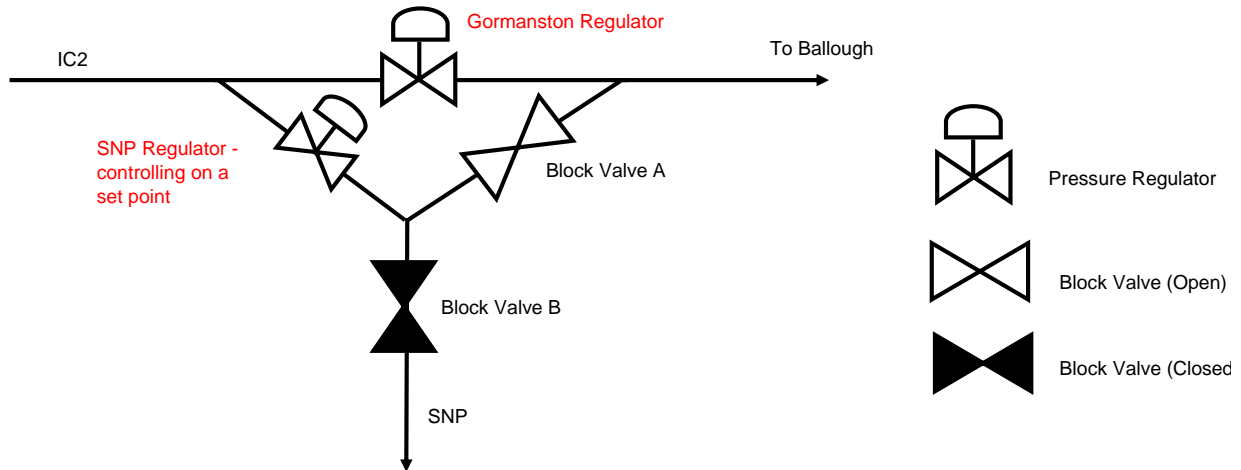 Gormanston Regulator
IC2
To Ballough
SNP Regulator -
controlling on a
set point
Block Valve A
Pressure Regulator
Block Valve (Open)
Block Valve B
Block Valve (Closed
SNP